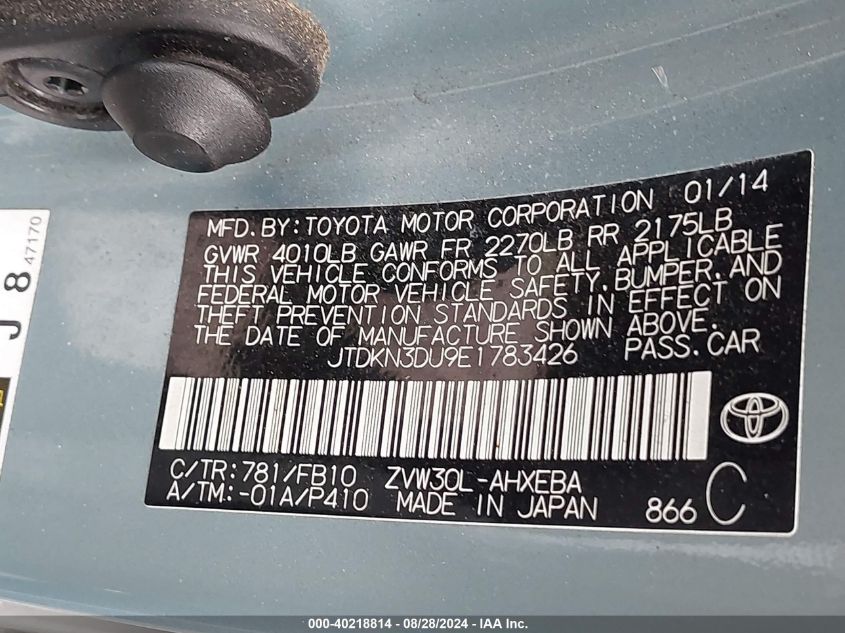 MFD. BY: TOYOTA MOTOR CORPORATION 01/14
GVWR 4010LB GAWR FR 2270LB RR 2175LB
THIS VEHICLE CONFORMS TO ALL APPLICABLE
FEDERAL MOTOR VEHICLE SAFETY, BUMPER, AND
THEFT PREVENTION STANDARDS IN EFFECT ON
THE DATE OF MANUFACTURE SHOWN ABOVE.
JTDKN3DU9E1783426 PASS. CAR
C/TR: 781/FB10 ZVW30L-AHXEBA
A/TM: -01A/P410 MADE IN JAPAN 866 C
J 8 47170
000-40218814 - 08/28/2024 - IAA Inc.